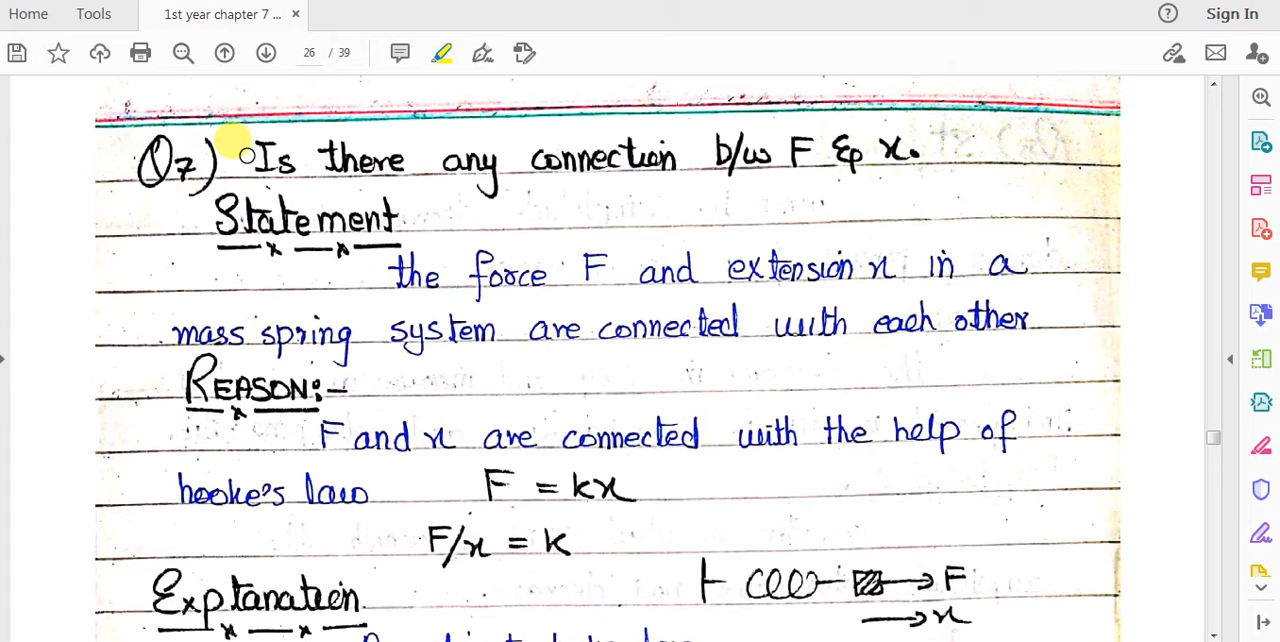 Home Tools 1st year chapter 7 ... × Sign In
26 / 39
Q7) Is there any connection b/w F & x.
Statement
the force F and extension x in a
mass spring system are connected with each other
REASON:-
F and x are connected with the help of
hooke's law F = kx
F/x = k
Explanation
F
x